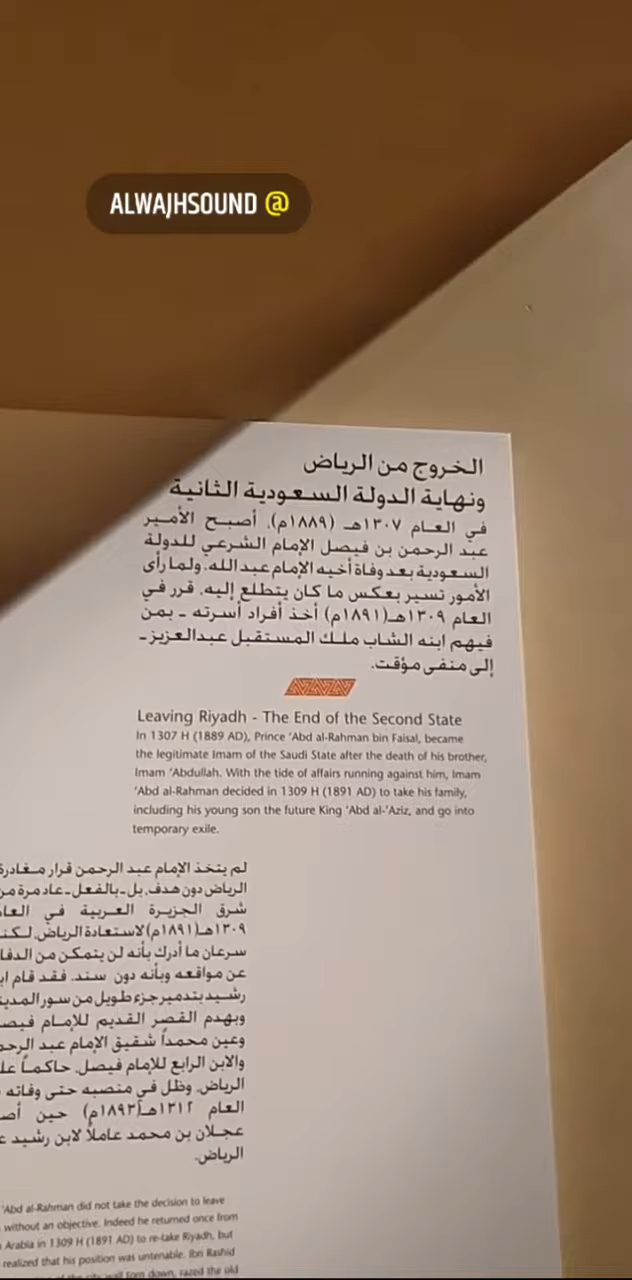 ALWAJHSOUND @
الخروج من الرياض
ونهاية الدولة السعودية الثانية
في العام ١٣٠٧هـ (١٨٨٩م)، أصبح الأمير
عبد الرحمن بن فيصل الإمام الشرعي للدولة
السعودية بعد وفاة أخيه الإمام عبد الله. ولما رأى
الأمور تسير بعكس ما كان يتطلع إليه. قرر في
العام ١٣٠٩هـ(١٨٩١م) أخذ أفراد أسرته ـ بمن
فيهم ابنه الشاب ملك المستقبل عبدالعزيز ـ
إلى منفى مؤقت.
Leaving Riyadh - The End of the Second State
In 1307 H (1889 AD), Prince ‘Abd al-Rahman bin Faisal, became
the legitimate Imam of the Saudi State after the death of his brother,
Imam ‘Abdullah. With the tide of affairs running against him, Imam
‘Abd al-Rahman decided in 1309 H (1891 AD) to take his family,
including his young son the future King ‘Abd al-‘Aziz, and go into
temporary exile.
لم يتخذ الإمام عبد الرحمن قرار مغادرة
الرياض دون هدف. بل ـ بالفعل ـ عاد مرة
شرق الجزيرة العربية في
١٣٠٩هـ(١٨٩١م) لاستعادة الرياض.
سرعان ما أدرك بأنه لن يتمكن من
عن مواقعه وبأنه دون سند. فقد قام
رشيد بتدمير جزء طويل من سور
وبهدم القصر القديم للإمام
وعين محمداً شقيق الإمام عبد
والابن الرابع للإمام فيصل. حاكماً
الرياض. وظل في منصبه حتى وفاته
العام ١٣١٢هـ(١٨٩٣م) حين
عجلان بن محمد عاملاً لابن رشيد
الرياض.
‘Abd al-Rahman did not take the decision to leave
without an objective. Indeed he returned once from
Arabia in 1309 H (1891 AD) to re-take Riyadh, but
realized that his position was untenable. Ibn Rashid
city wall torn down, razed the old